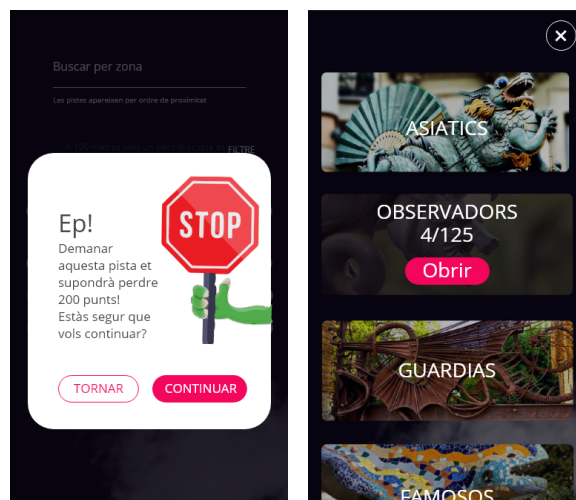 Buscar per zona
Les pistes apareixen per ordre de proximitat
FILTRE
Ep!
Demanar
aquesta pista et
supondrà perdre
200 punts!
Estàs segur que
vols continuar?
STOP
TORNAR
CONTINUAR
ASIATICS
OBSERVADORS
4/125
Obrir
GUARDIAS
FAMOSOS